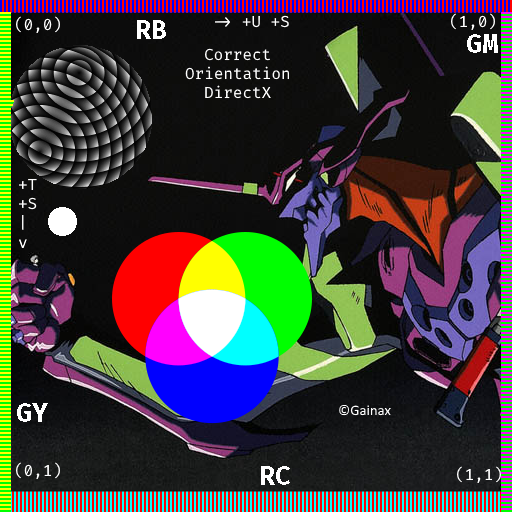 (0,0)
RB
→ +U +S
(1,0)
GM
Correct
Orientation
DirectX
+T
+S
|
v
GY
©Gainax
(0,1)
RC
(1,1)